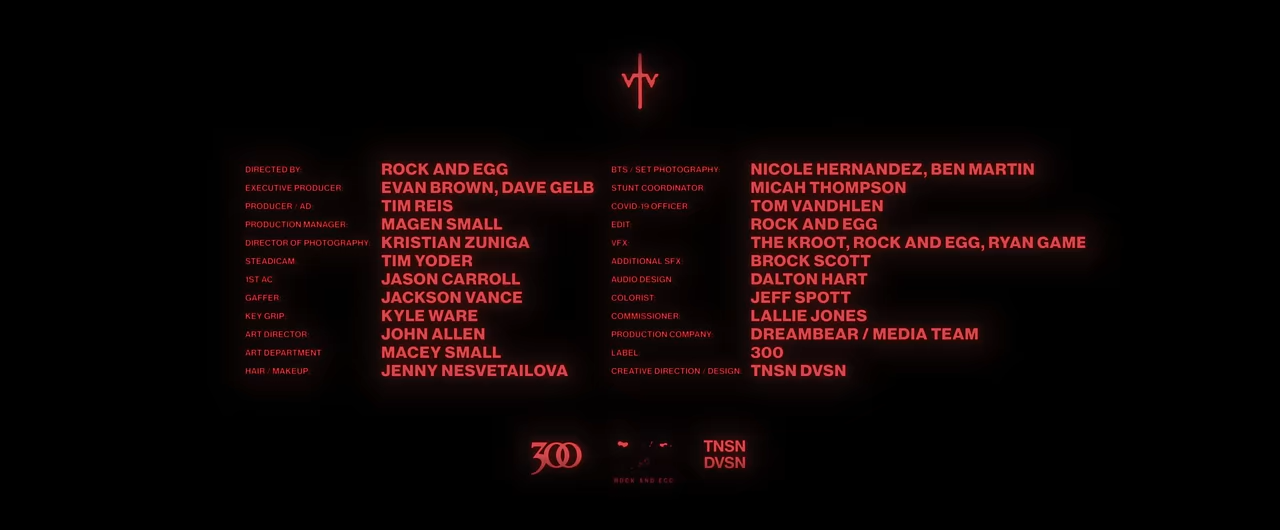 DIRECTED BY: ROCK AND EGG
EXECUTIVE PRODUCER: EVAN BROWN, DAVE GELB
PRODUCER / AD: TIM REIS
PRODUCTION MANAGER: MAGEN SMALL
DIRECTOR OF PHOTOGRAPHY: KRISTIAN ZUNIGA
STEADICAM: TIM YODER
1ST AC: JASON CARROLL
GAFFER: JACKSON VANCE
KEY GRIP: KYLE WARE
ART DIRECTOR: JOHN ALLEN
ART DEPARTMENT: MACEY SMALL
HAIR / MAKEUP: JENNY NESVETAILOVA
BTS / SET PHOTOGRAPHY: NICOLE HERNANDEZ, BEN MARTIN
STUNT COORDINATOR: MICAH THOMPSON
COVID-19 OFFICER: TOM VANDHLEN
EDIT: ROCK AND EGG
VFX: THE KROOT, ROCK AND EGG, RYAN GAME
ADDITIONAL SFX: BROCK SCOTT
AUDIO DESIGN: DALTON HART
COLORIST: JEFF SPOTT
COMMISSIONER: LALLIE JONES
PRODUCTION COMPANY: DREAMBEAR / MEDIA TEAM
LABEL: 300
CREATIVE DIRECTION / DESIGN: TNSN DVSN
300
ROCK AND EGG
TNSN
DVSN